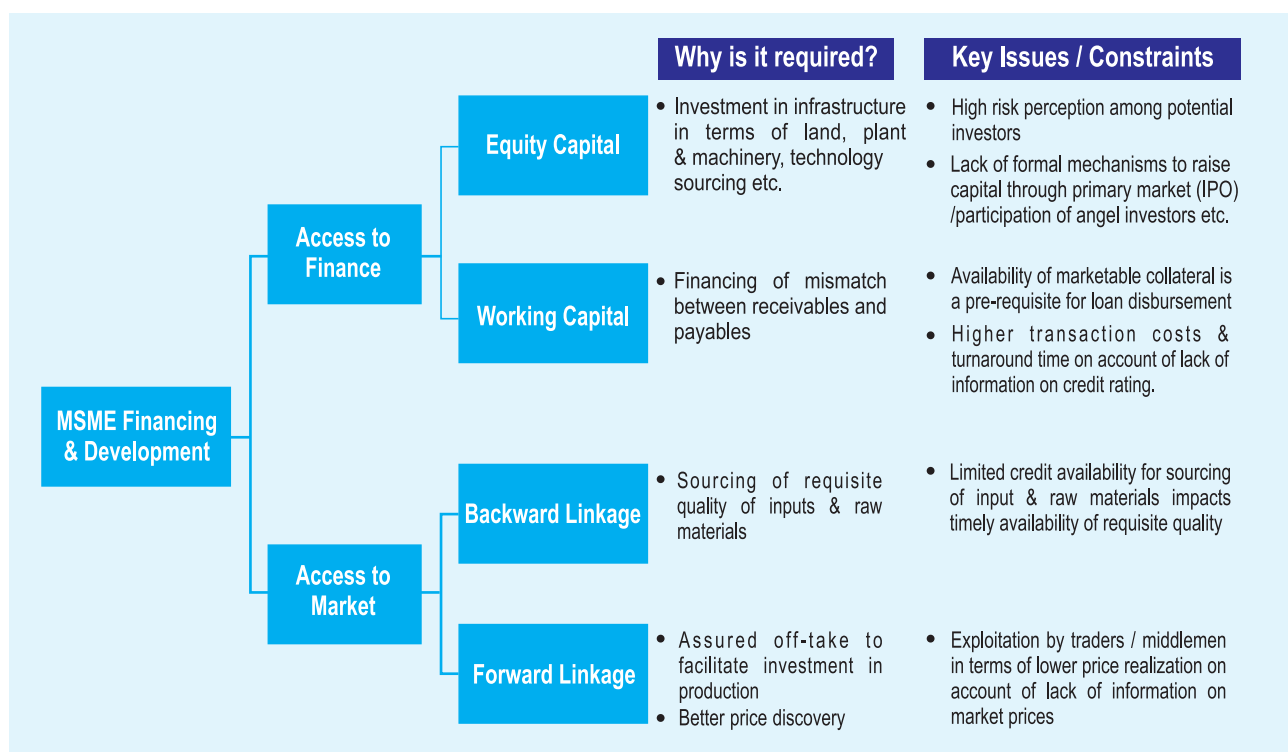 Why is it required?
Key Issues / Constraints
MSME Financing
& Development
Access to
Finance
Equity Capital
• Investment in infrastructure
in terms of land, plant
& machinery, technology
sourcing etc.
• High risk perception among potential
investors
• Lack of formal mechanisms to raise
capital through primary market (IPO)
/participation of angel investors etc.
Working Capital
• Financing of mismatch
between receivables and
payables
• Availability of marketable collateral is
a pre-requisite for loan disbursement
• Higher transaction costs &
turnaround time on account of lack of
information on credit rating.
Access to
Market
Backward Linkage
• Sourcing of requisite
quality of inputs & raw
materials
• Limited credit availability for sourcing
of input & raw materials impacts
timely availability of requisite quality
Forward Linkage
• Assured off-take to
facilitate investment in
production
• Better price discovery
• Exploitation by traders / middlemen
in terms of lower price realization on
account of lack of information on
market prices